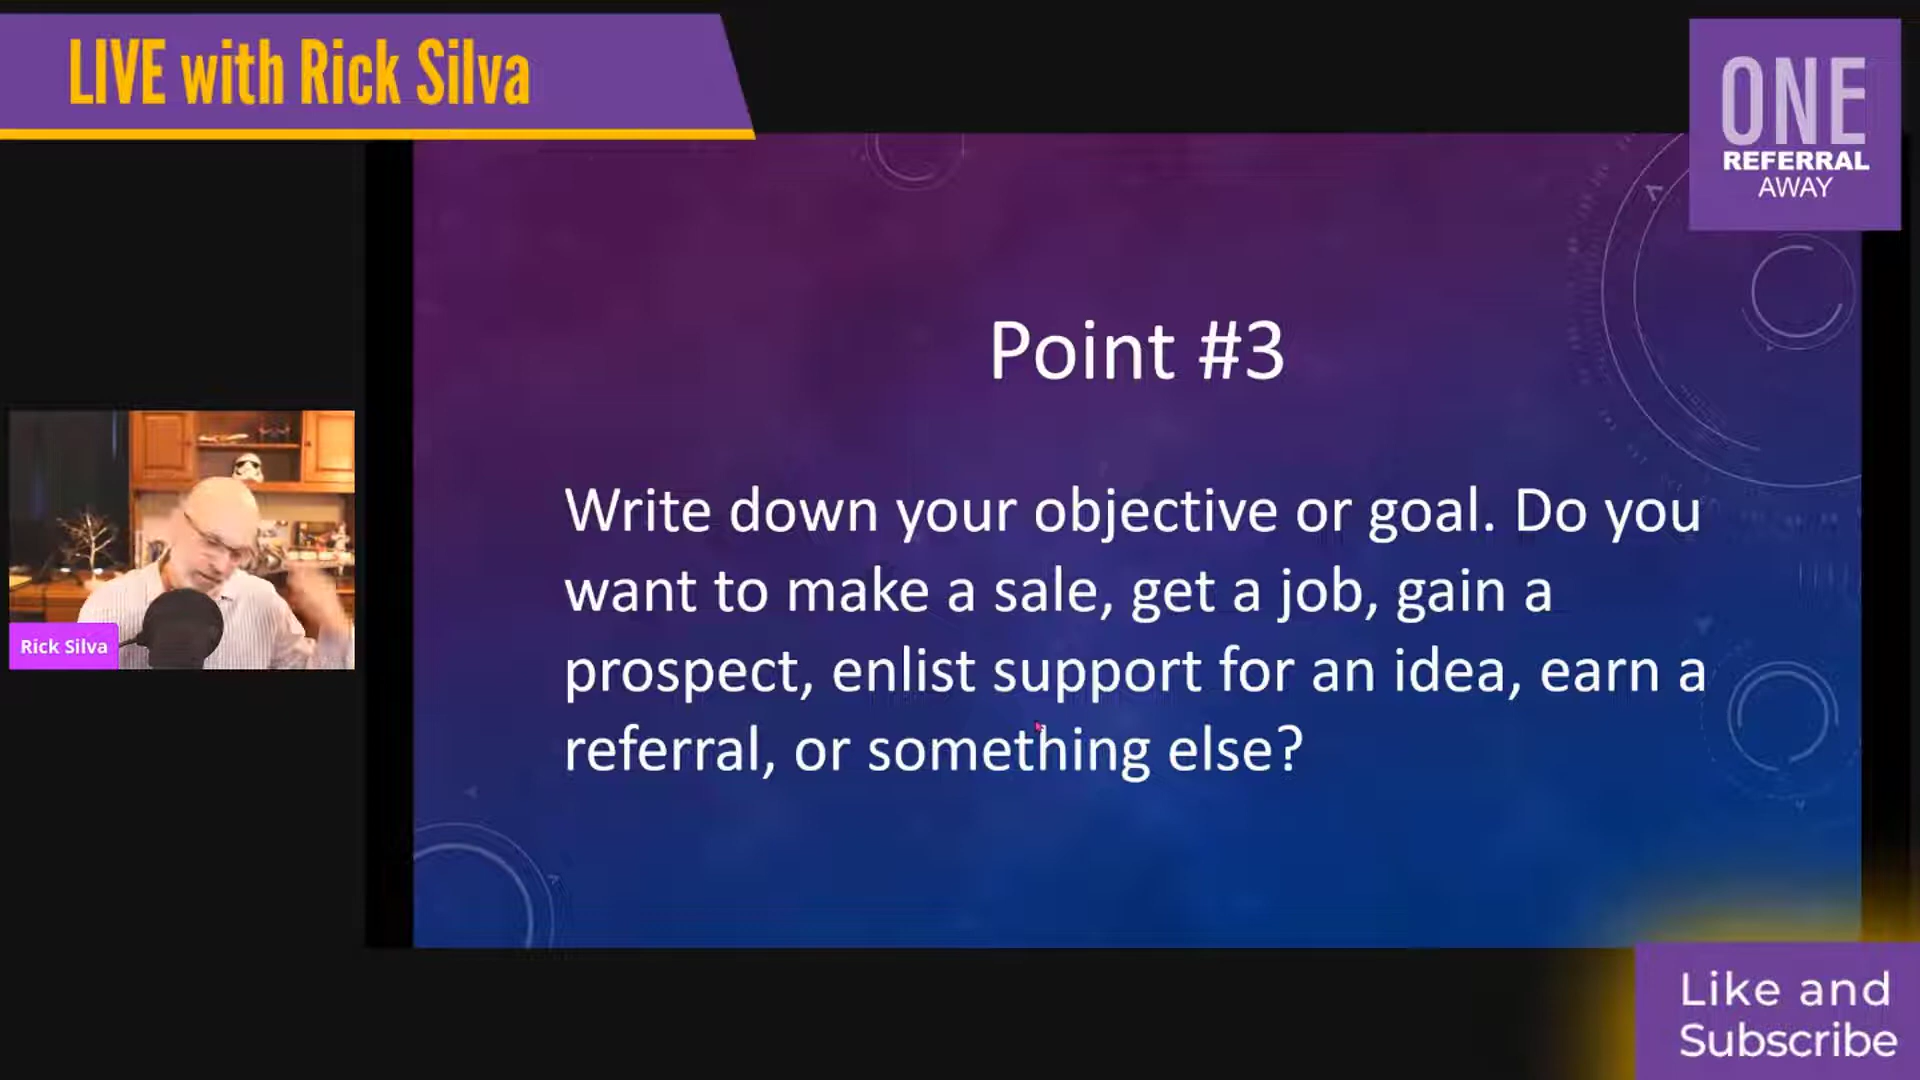 LIVE with Rick Silva
ONE
REFERRAL
AWAY
Point #3
Write down your objective or goal. Do you
want to make a sale, get a job, gain a
prospect, enlist support for an idea, earn a
referral, or something else?
Rick Silva
Like and
Subscribe